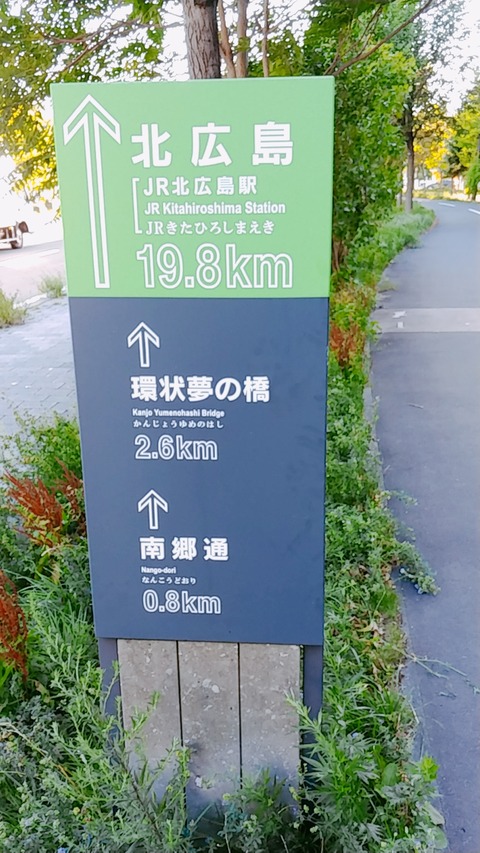 北広島
JR北広島駅
JR Kitahiroshima Station
JRきたひろしまえき
19.8km
環状夢の橋
Kanjo Yumenohashi Bridge
かんじょうゆめのはし
2.6km
南郷通
Nango-dori
なんごうどおり
0.8km